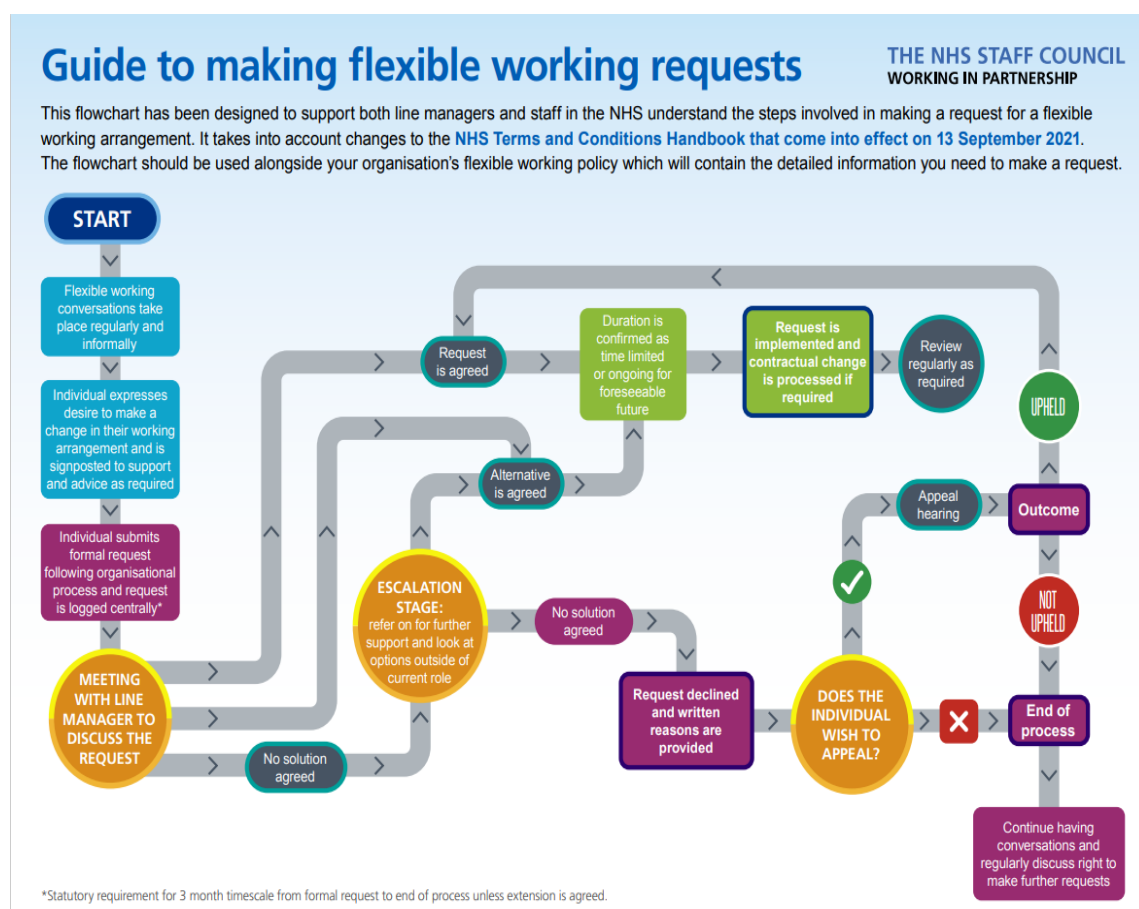 Guide to making flexible working requests
THE NHS STAFF COUNCIL
WORKING IN PARTNERSHIP
This flowchart has been designed to support both line managers and staff in the NHS understand the steps involved in making a request for a flexible
working arrangement. It takes into account changes to the NHS Terms and Conditions Handbook that come into effect on 13 September 2021.
The flowchart should be used alongside your organisation's flexible working policy which will contain the detailed information you need to make a request.
START
Flexible working
conversations take
place regularly and
informally
Individual expresses
desire to make a
change in their working
arrangement and is
signposted to support
and advice as required
Individual submits
formal request
following organisational
process and request
is logged centrally*
MEETING
WITH LINE
MANAGER TO
DISCUSS THE
REQUEST
Request
is agreed
Duration is
confirmed as
time limited
or ongoing for
foreseeable
future
Request is
implemented and
contractual change
is processed if
required
Review
regularly as
required
Alternative
is agreed
No solution
agreed
ESCALATION
STAGE:
refer on for further
support and look at
options outside of
current role
No solution
agreed
Request declined
and written
reasons are
provided
DOES THE
INDIVIDUAL
WISH TO
APPEAL?
Appeal
hearing
Outcome
UPHELD
NOT
UPHELD
End of
process
Continue having
conversations and
regularly discuss right to
make further requests
*Statutory requirement for 3 month timescale from formal request to end of process unless extension is agreed.